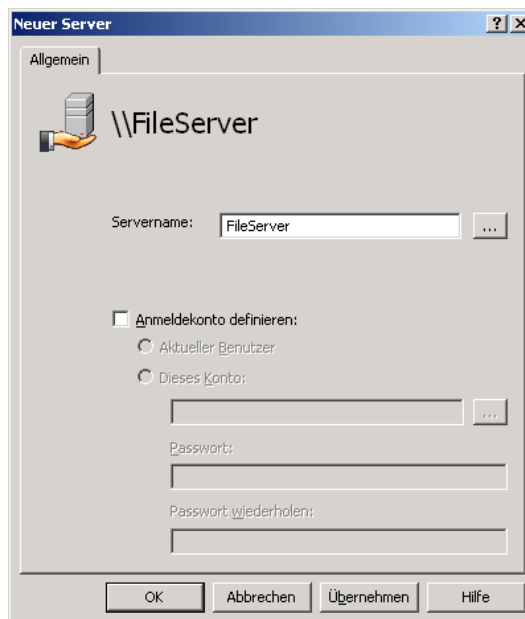 Neuer Server
Allgemein
\\FileServer
Servername: FileServer ...
Anmeldekonto definieren:
Aktueller Benutzer
Dieses Konto:
...
Passwort:
Passwort wiederholen:
OK Abbrechen Übernehmen Hilfe